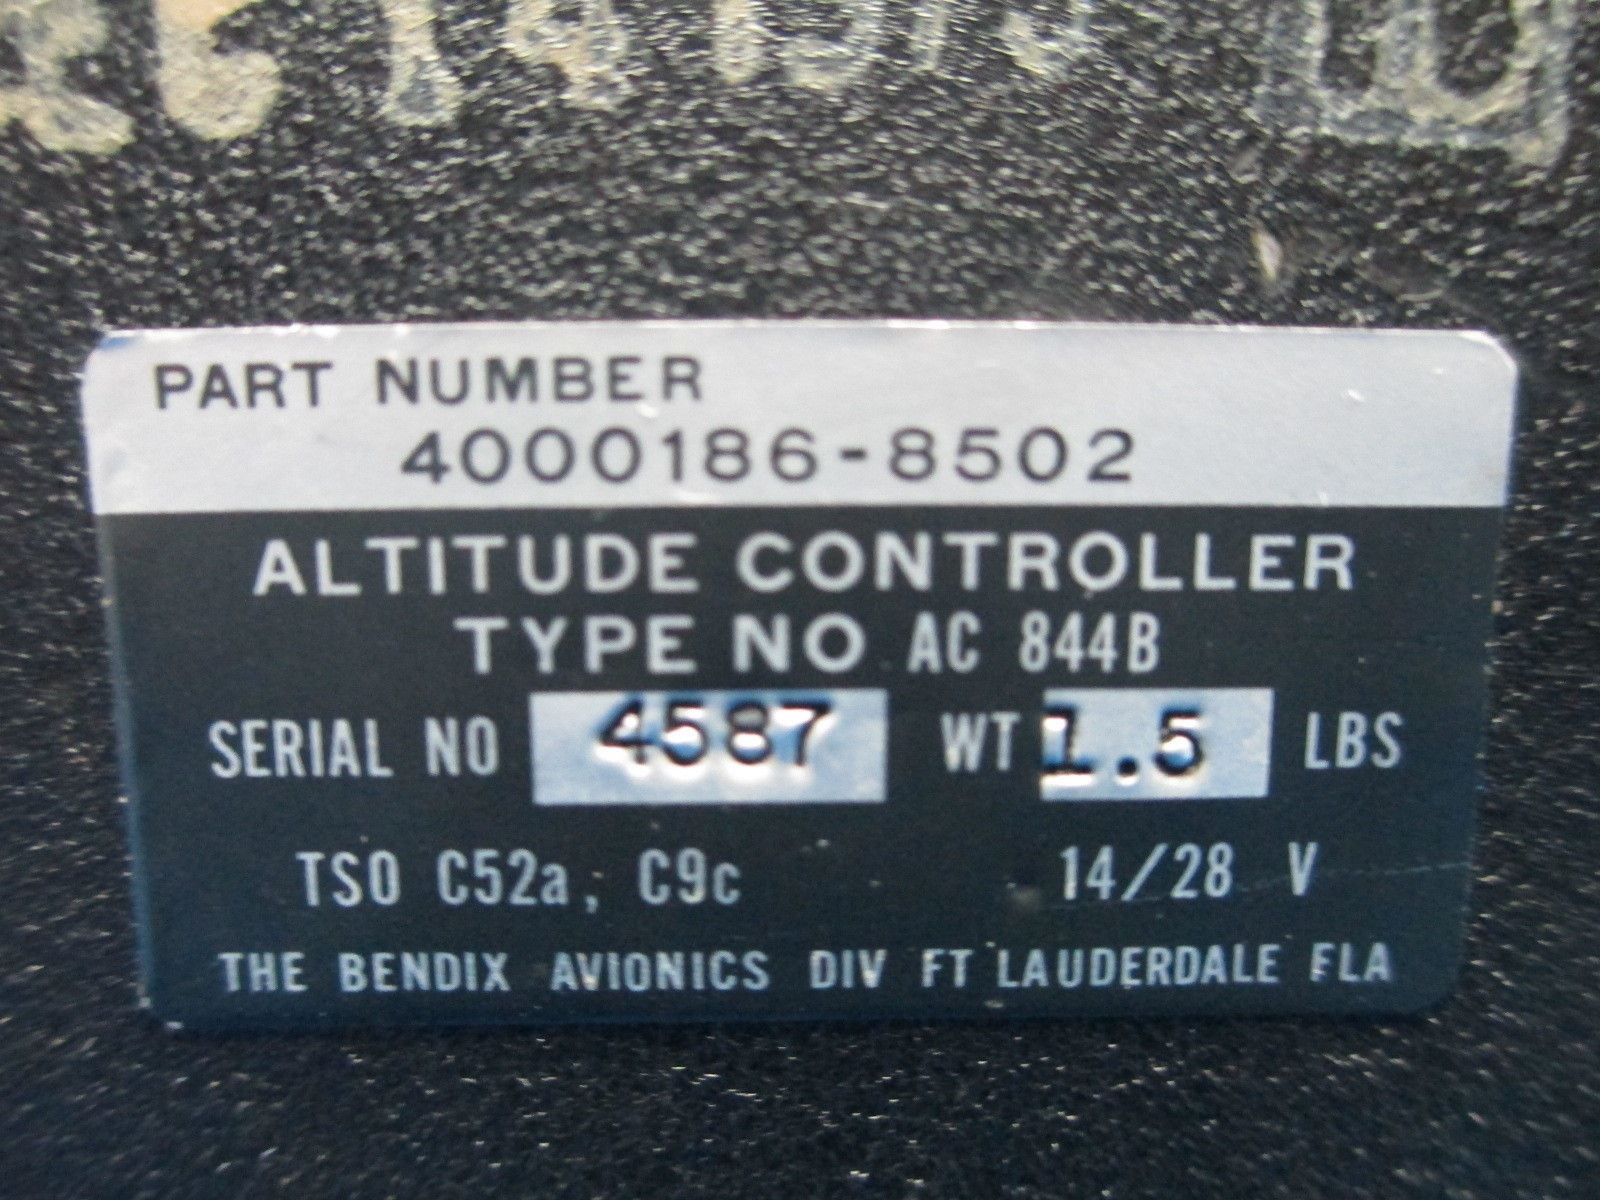 PART NUMBER
4000186-8502
ALTITUDE CONTROLLER
TYPE NO AC 844B
SERIAL NO 4587 WT 1.5 LBS
TSO C52a, C9c 14/28 V
THE BENDIX AVIONICS DIV FT LAUDERDALE FLA